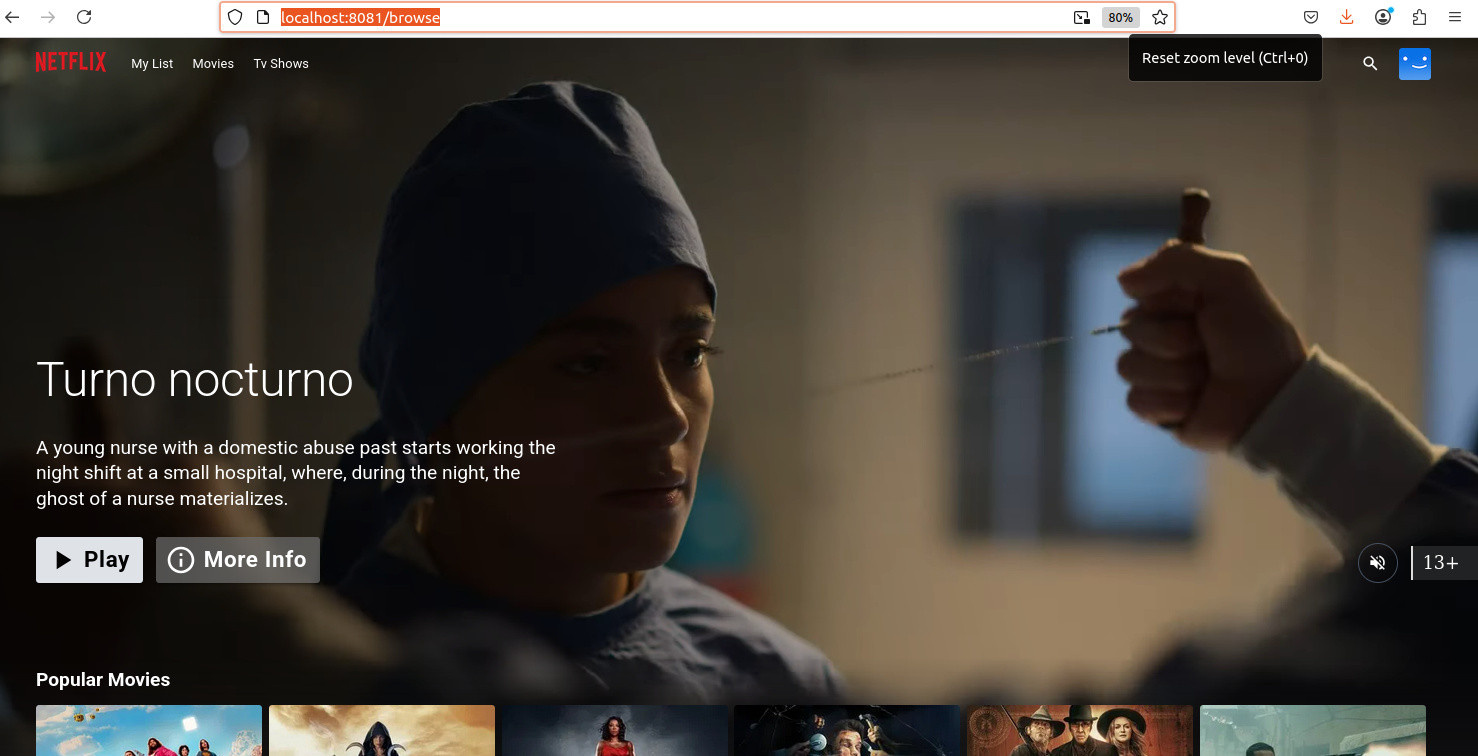 localhost:8081/browse
80%
Reset zoom level (Ctrl+0)
NETFLIX
My List
Movies
Tv Shows
Turno nocturno
A young nurse with a domestic abuse past starts working the
night shift at a small hospital, where, during the night, the
ghost of a nurse materializes.
Play
More Info
13+
Popular Movies